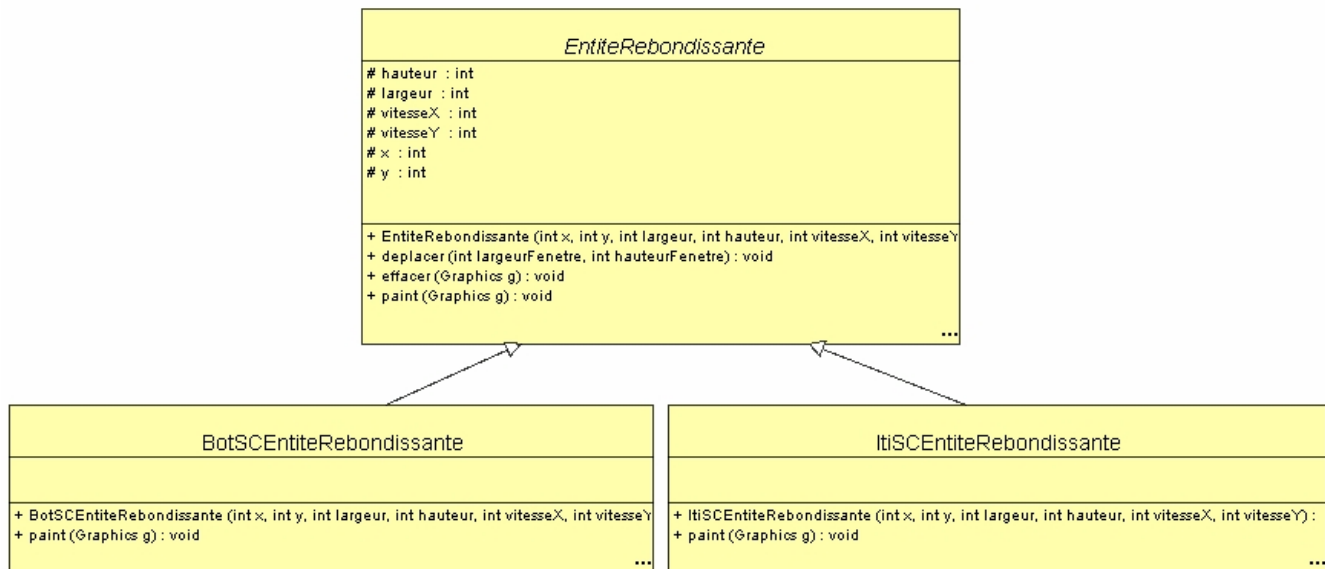 EntiteRebondissante
# hauteur : int
# largeur : int
# vitesseX : int
# vitesseY : int
# x : int
# y : int
+ EntiteRebondissante (int x, int y, int largeur, int hauteur, int vitesseX, int vitesseY
+ deplacer (int largeurFenetre, int hauteurFenetre) : void
+ effacer (Graphics g) : void
+ paint (Graphics g) : void
...
BotSCEntiteRebondissante
+ BotSCEntiteRebondissante (int x, int y, int largeur, int hauteur, int vitesseX, int vitesseY
+ paint (Graphics g) : void
...
ItiSCEntiteRebondissante
+ ItiSCEntiteRebondissante (int x, int y, int largeur, int hauteur, int vitesseX, int vitesseY) :
+ paint (Graphics g) : void
...